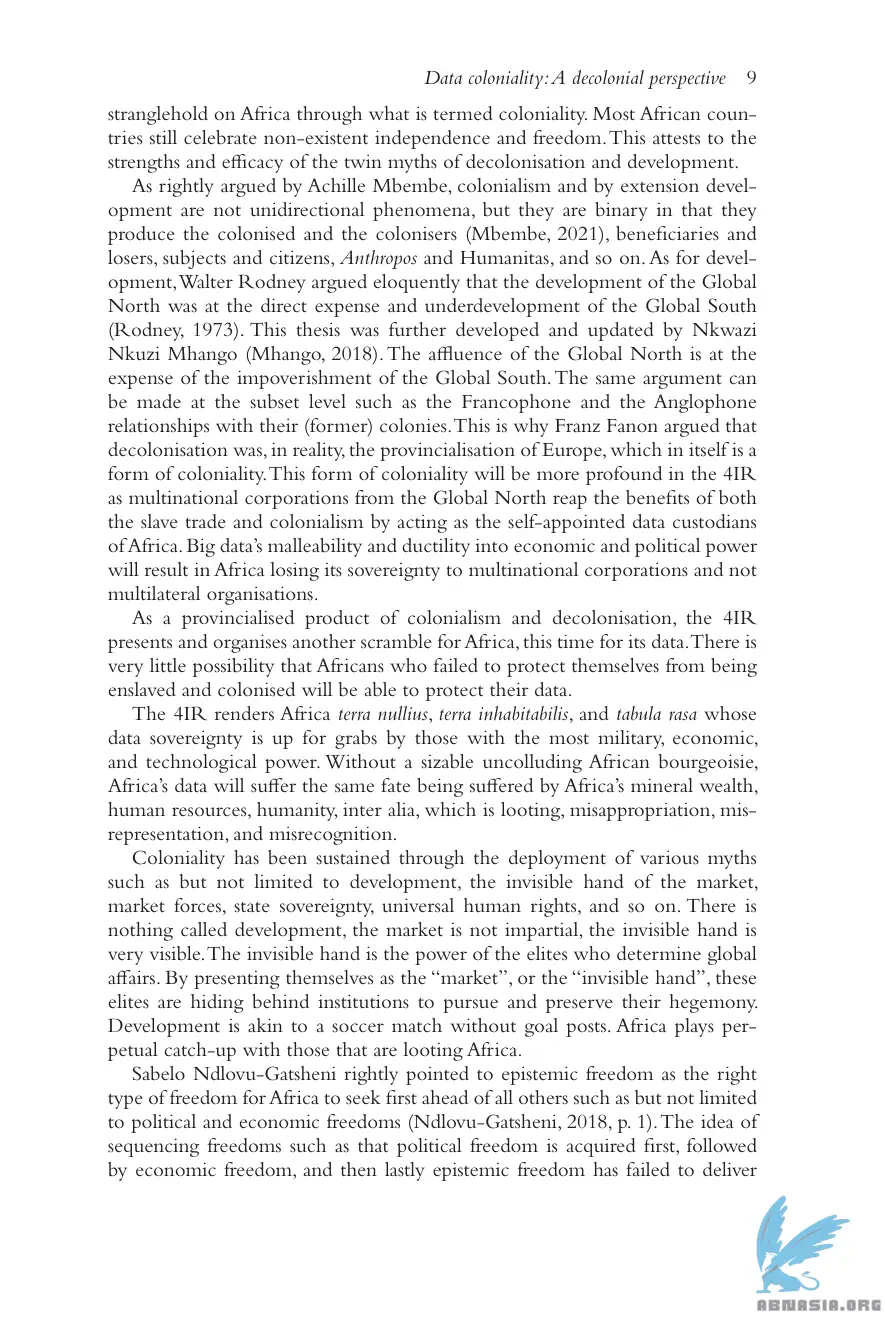 Data coloniality: A decolonial perspective 9
stranglehold on Africa through what is termed coloniality. Most African coun-
tries still celebrate non-existent independence and freedom. This attests to the
strengths and efficacy of the twin myths of decolonisation and development.
As rightly argued by Achille Mbembe, colonialism and by extension devel-
opment are not unidirectional phenomena, but they are binary in that they
produce the colonised and the colonisers (Mbembe, 2021), beneficiaries and
losers, subjects and citizens, Anthropos and Humanitas, and so on. As for devel-
opment, Walter Rodney argued eloquently that the development of the Global
North was at the direct expense and underdevelopment of the Global South
(Rodney, 1973). This thesis was further developed and updated by Nkwazi
Nkuzi Mhango (Mhango, 2018). The affluence of the Global North is at the
expense of the impoverishment of the Global South. The same argument can
be made at the subset level such as the Francophone and the Anglophone
relationships with their (former) colonies. This is why Franz Fanon argued that
decolonisation was, in reality, the provincialisation of Europe, which in itself is a
form of coloniality. This form of coloniality will be more profound in the 4IR
as multinational corporations from the Global North reap the benefits of both
the slave trade and colonialism by acting as the self-appointed data custodians
of Africa. Big data's malleability and ductility into economic and political power
will result in Africa losing its sovereignty to multinational corporations and not
multilateral organisations.
As a provincialised product of colonialism and decolonisation, the 4IR
presents and organises another scramble for Africa, this time for its data. There is
very little possibility that Africans who failed to protect themselves from being
enslaved and colonised will be able to protect their data.
The 4IR renders Africa terra nullius, terra inhabitabilis, and tabula rasa whose
data sovereignty is up for grabs by those with the most military, economic,
and technological power. Without a sizable uncolluding African bourgeoisie,
Africa's data will suffer the same fate being suffered by Africa's mineral wealth,
human resources, humanity, inter alia, which is looting, misappropriation, mis-
representation, and misrecognition.
Coloniality has been sustained through the deployment of various myths
such as but not limited to development, the invisible hand of the market,
market forces, state sovereignty, universal human rights, and so on. There is
nothing called development, the market is not impartial, the invisible hand is
very visible. The invisible hand is the power of the elites who determine global
affairs. By presenting themselves as the “market”, or the “invisible hand”, these
elites are hiding behind institutions to pursue and preserve their hegemony.
Development is akin to a soccer match without goal posts. Africa plays per-
petual catch-up with those that are looting Africa.
Sabelo Ndlovu-Gatsheni rightly pointed to epistemic freedom as the right
type of freedom for Africa to seek first ahead of all others such as but not limited
to political and economic freedoms (Ndlovu-Gatsheni, 2018, p. 1). The idea of
sequencing freedoms such as that political freedom is acquired first, followed
by economic freedom, and then lastly epistemic freedom has failed to deliver
ABNASIA.ORG